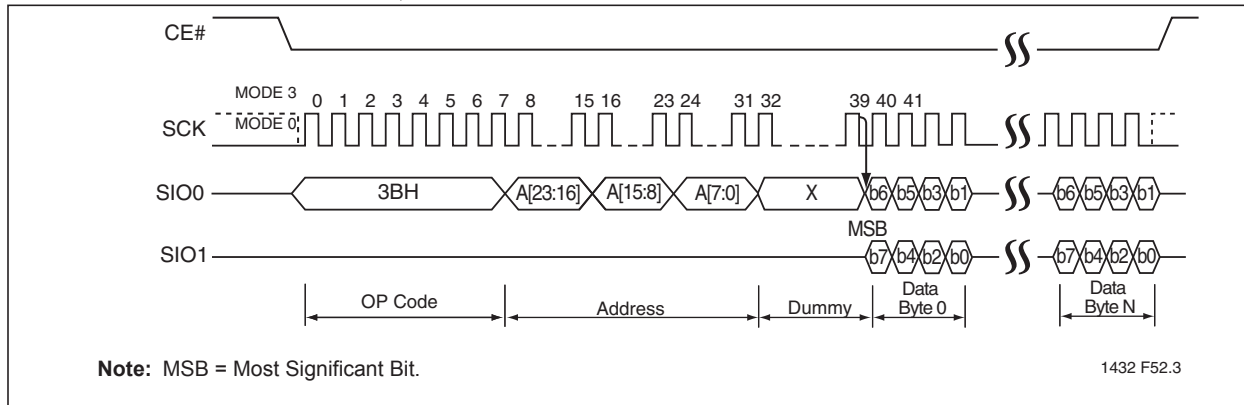 CE#
MODE 3
0 1 2 3 4 5 6 7 8 15 16 23 24 31 32 39 40 41
SCK MODE 0
SIO0 3BH A[23:16] A[15:8] A[7:0] X b6 b5 b3 b1 b6 b5 b3 b1
MSB
SIO1 b7 b4 b2 b0 b7 b4 b2 b0
OP Code Address Dummy Data Byte 0 Data Byte N
Note: MSB = Most Significant Bit.
1432 F52.3